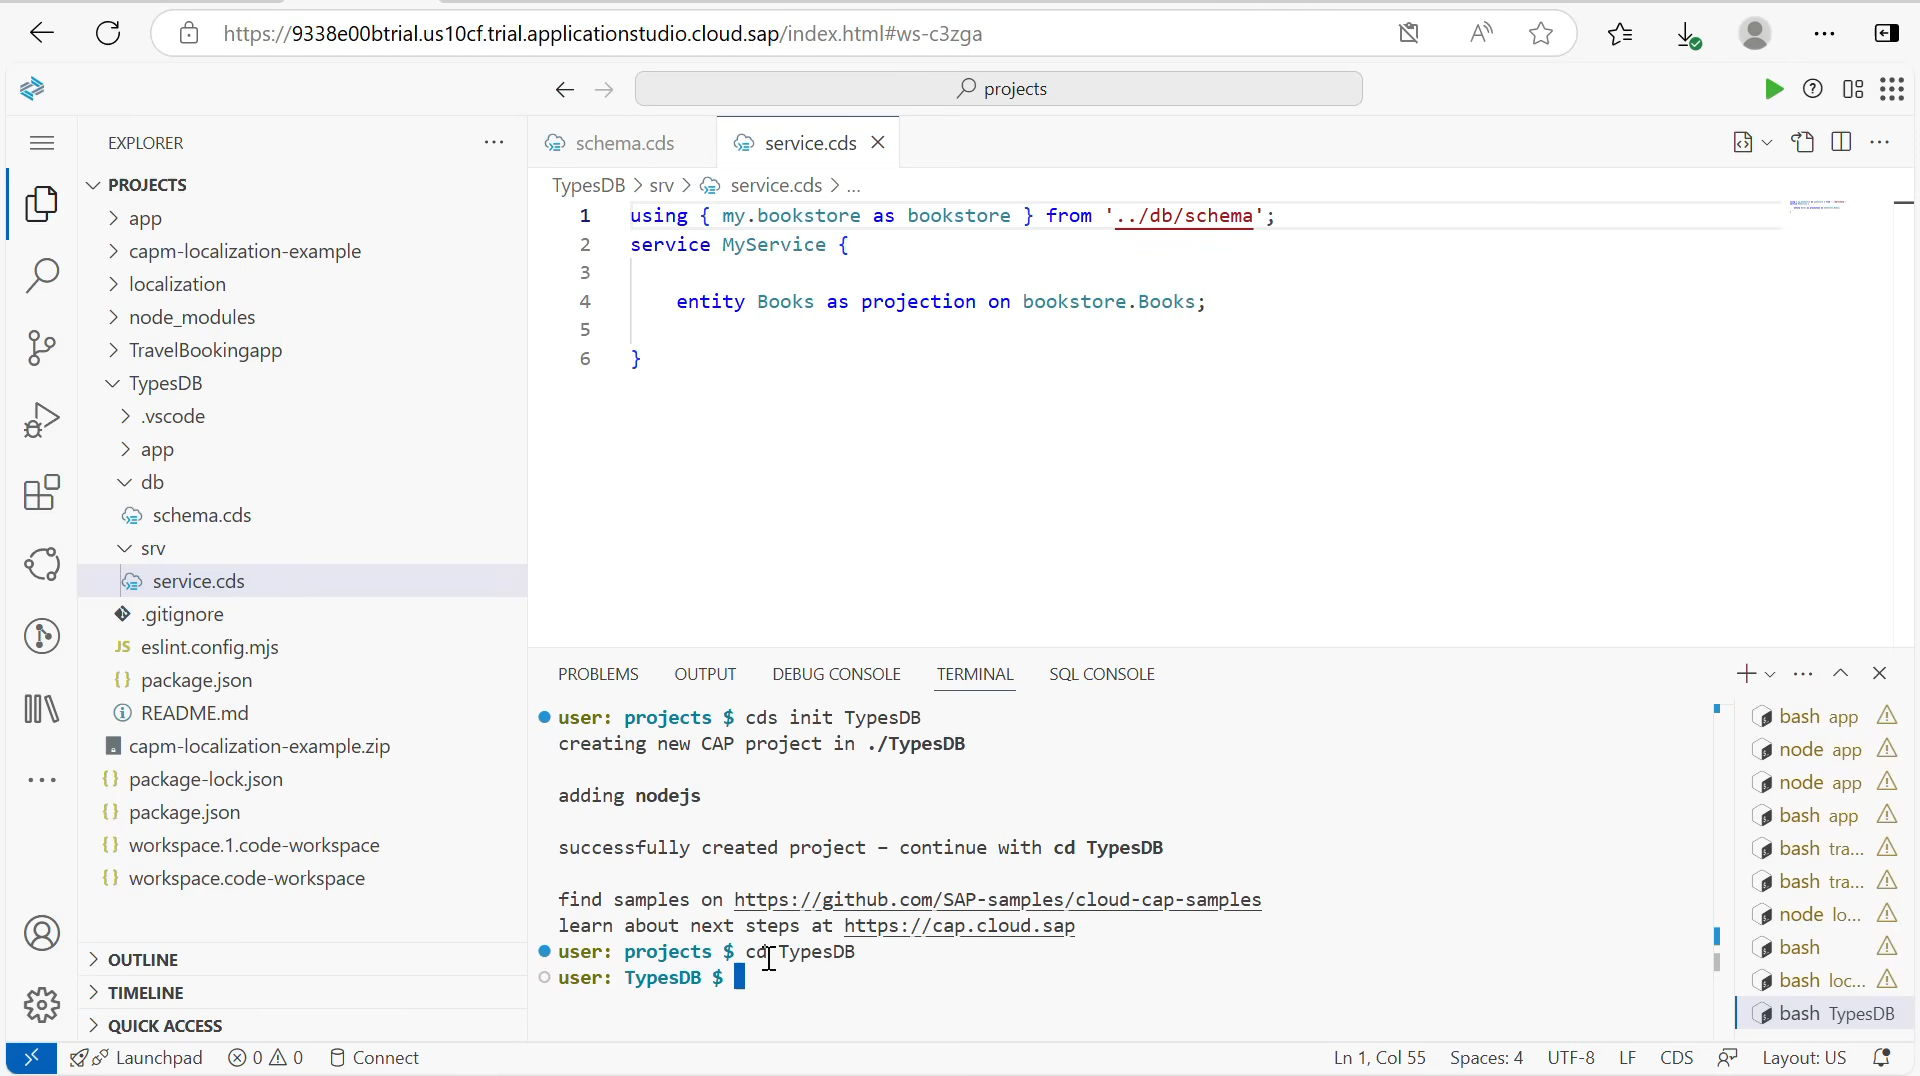 https://9338e00btrial.us10cf.trial.applicationstudio.cloud.sap/index.html#ws-c3zga
projects
EXPLORER
PROJECTS
app
capm-localization-example
localization
node_modules
TravelBookingapp
TypesDB
.vscode
app
db
schema.cds
srv
service.cds
.gitignore
JS eslint.config.mjs
{} package.json
README.md
capm-localization-example.zip
{} package-lock.json
{} package.json
{} workspace.1.code-workspace
{} workspace.code-workspace
OUTLINE
TIMELINE
QUICK ACCESS
schema.cds
service.cds
TypesDB > srv > service.cds > ...
1 using { my.bookstore as bookstore } from '../db/schema';
2 service MyService {
3
4 entity Books as projection on bookstore.Books;
5
6 }
PROBLEMS OUTPUT DEBUG CONSOLE TERMINAL SQL CONSOLE
user: projects $ cds init TypesDB
creating new CAP project in ./TypesDB
adding nodejs
successfully created project – continue with cd TypesDB
find samples on https://github.com/SAP-samples/cloud-cap-samples
learn about next steps at https://cap.cloud.sap
user: projects $ cd TypesDB
user: TypesDB $
bash app
node app
node app
bash app
bash tra...
bash tra...
node lo...
bash
bash loc...
bash TypesDB
Launchpad 0 0 Connect
Ln 1, Col 55 Spaces: 4 UTF-8 LF CDS Layout: US